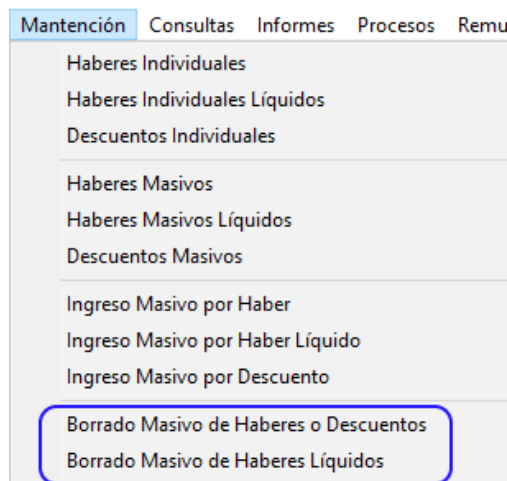 Mantención Consultas Informes Procesos
Haberes Individuales
Haberes Individuales Líquidos
Descuentos Individuales
Haberes Masivos
Haberes Masivos Líquidos
Descuentos Masivos
Ingreso Masivo por Haber
Ingreso Masivo por Haber Líquido
Ingreso Masivo por Descuento
Borrado Masivo de Haberes o Descuentos
Borrado Masivo de Haberes Líquidos